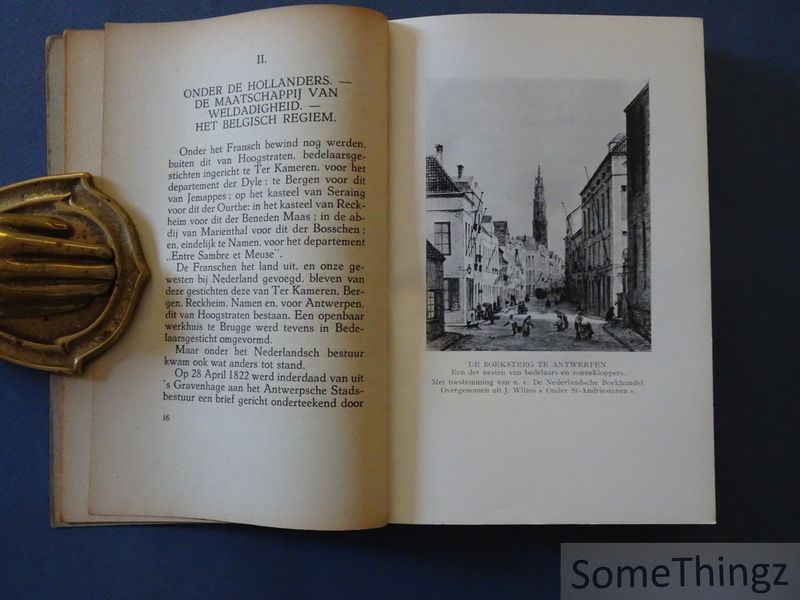 II.
ONDER DE HOLLANDERS. —
DE MAATSCHAPPIJ VAN
WELDADIGHEID. —
HET BELGISCH REGIEM.
Onder het Fransch bewind nog werden,
buiten dit van Hoogstraten, bedelaarsge-
stichten ingericht te Ter Kameren, voor het
departement der Dyle ; te Bergen voor dit
van Jemappes ; op het kasteel van Seraing
voor dit der Ourthe: in het kasteel van Reck-
heim voor dit der Beneden Maas ; in de ab-
dij van Marienthal voor dit der Bosschen ;
en, eindelijk te Namen, voor het departement
„Entre Sambre et Meuse".
De Franschen het land uit, en onze ge-
westen bij Nederland gevoegd, bleven van
deze gestichten deze van Ter Kameren, Ber-
gen, Reckheim, Namen en, voor Antwerpen,
dit van Hoogstraten bestaan. Een openbaar
werkhuis te Brugge werd tevens in Bede-
laarsgesticht omgevormd.
Maar onder het Nederlandsch bestuur
kwam ook wat anders tot stand.
Op 28 April 1822 werd inderdaad van uit
's Gravenhage aan het Antwerpsche Stads-
bestuur een brief gericht onderteekend door
16
DE BOEKSTEEG TE ANTWERPEN.
Een der nesten van bedelaars en zonnekloppers.
Met toestemming van n. v. De Nederlandsche Boekhandel.
Overgenomen uit J. Wilms « Onder St-Andriestoren ».
SomeThingz